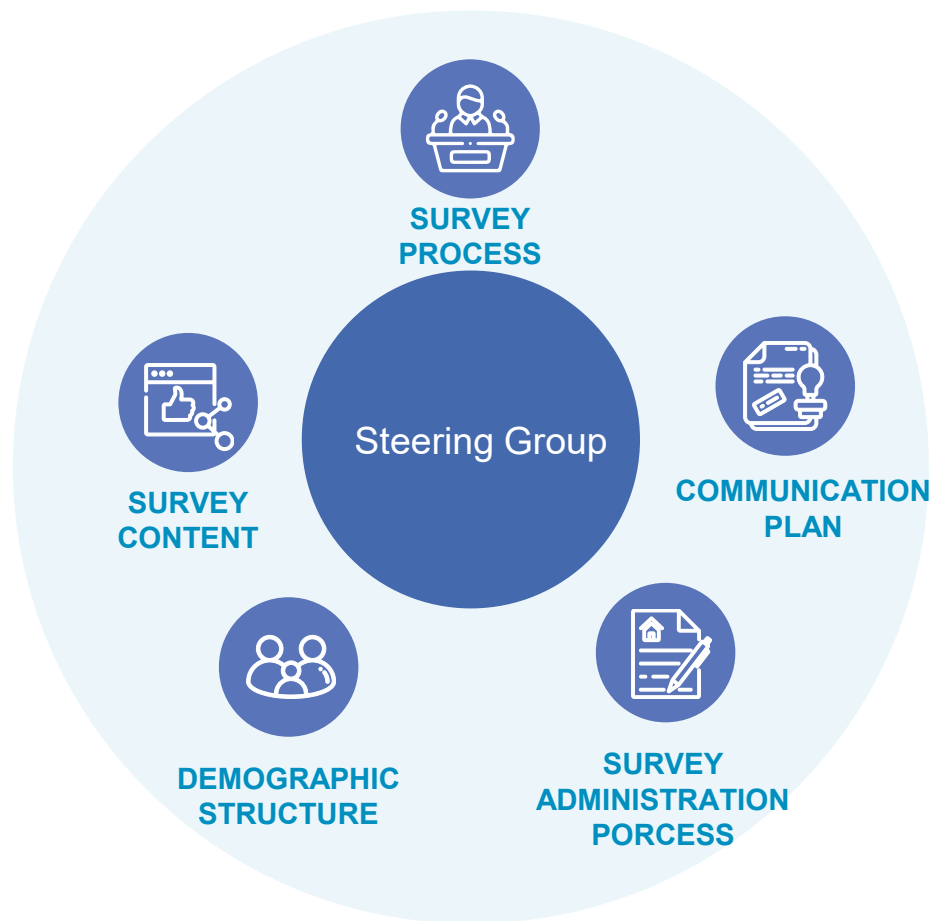 SURVEY
PROCESS
Steering Group
COMMUNICATION
PLAN
SURVEY
CONTENT
SURVEY
ADMINISTRATION
PORCESS
DEMOGRAPHIC
STRUCTURE